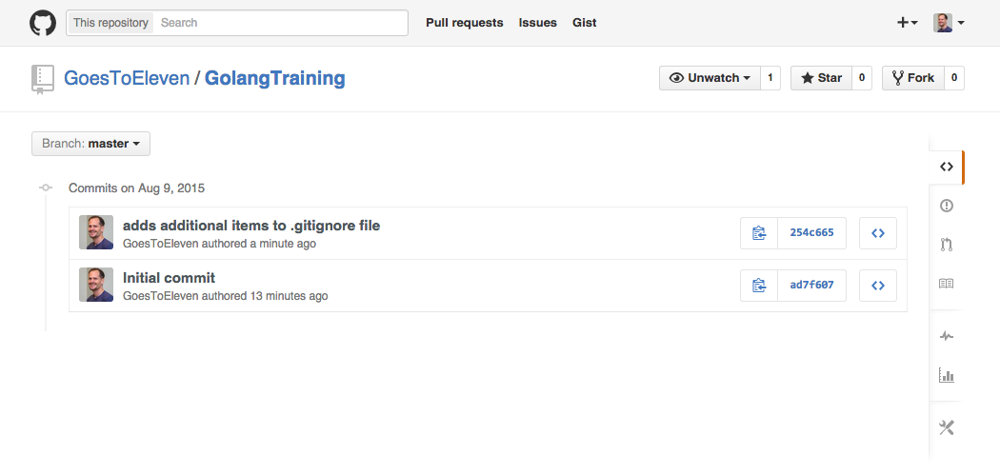 This repository Search Pull requests Issues Gist
GoesToEleven / GolangTraining Unwatch 1 Star 0 Fork 0
Branch: master
Commits on Aug 9, 2015
adds additional items to .gitignore file
GoesToEleven authored a minute ago
254c665
Initial commit
GoesToEleven authored 13 minutes ago
ad7f607